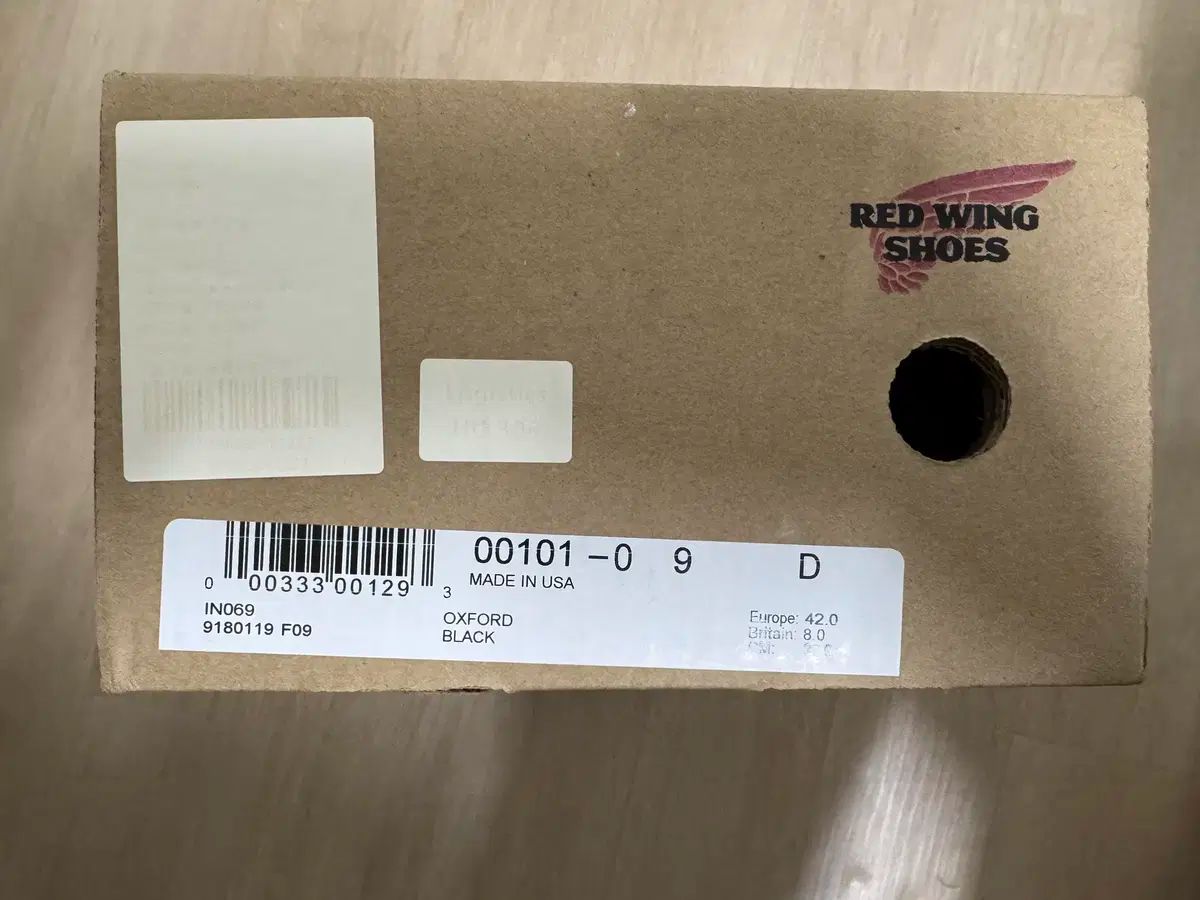 RED WING
SHOES
00101 -0 9 D
MADE IN USA
0 00333 00129 3
IN069
9180119 F09
OXFORD
BLACK
Europe: 42.0
Britain: 8.0
CM: